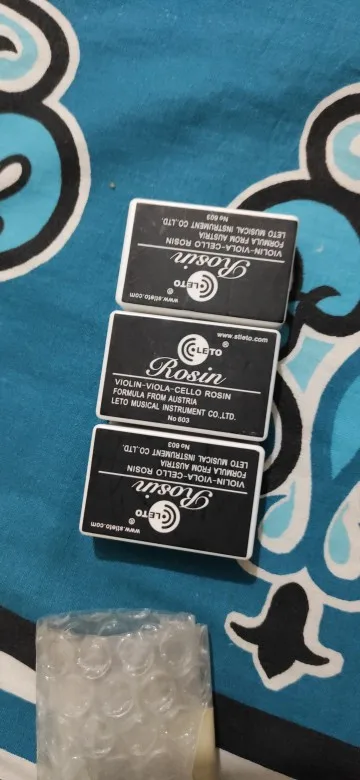 No 603
LETO MUSICAL INSTRUMENT CO.,LTD.
FORMULA FROM AUSTRIA
VIOLIN-VIOLA-CELLO ROSIN
Rosin
LETO
®
www.stleto.com
www.stleto.com
LETO ®
Rosin
VIOLIN-VIOLA-CELLO ROSIN
FORMULA FROM AUSTRIA
LETO MUSICAL INSTRUMENT CO.,LTD.
No 603
No 603
LETO MUSICAL INSTRUMENT CO.,LTD.
FORMULA FROM AUSTRIA
VIOLIN-VIOLA-CELLO ROSIN
Rosin
LETO
®
www.stleto.com